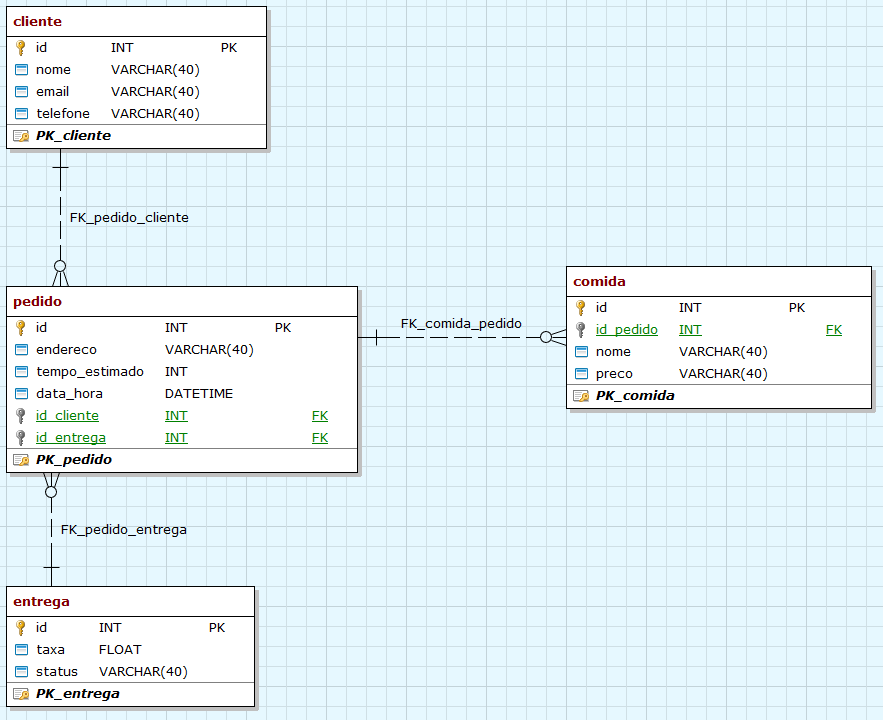 cliente
id INT PK
nome VARCHAR(40)
email VARCHAR(40)
telefone VARCHAR(40)
PK_cliente
FK_pedido_cliente
pedido
id INT PK
endereco VARCHAR(40)
tempo_estimado INT
data_hora DATETIME
id_cliente INT FK
id_entrega INT FK
PK_pedido
FK_comida_pedido
comida
id INT PK
id_pedido INT FK
nome VARCHAR(40)
preco VARCHAR(40)
PK_comida
FK_pedido_entrega
entrega
id INT PK
taxa FLOAT
status VARCHAR(40)
PK_entrega